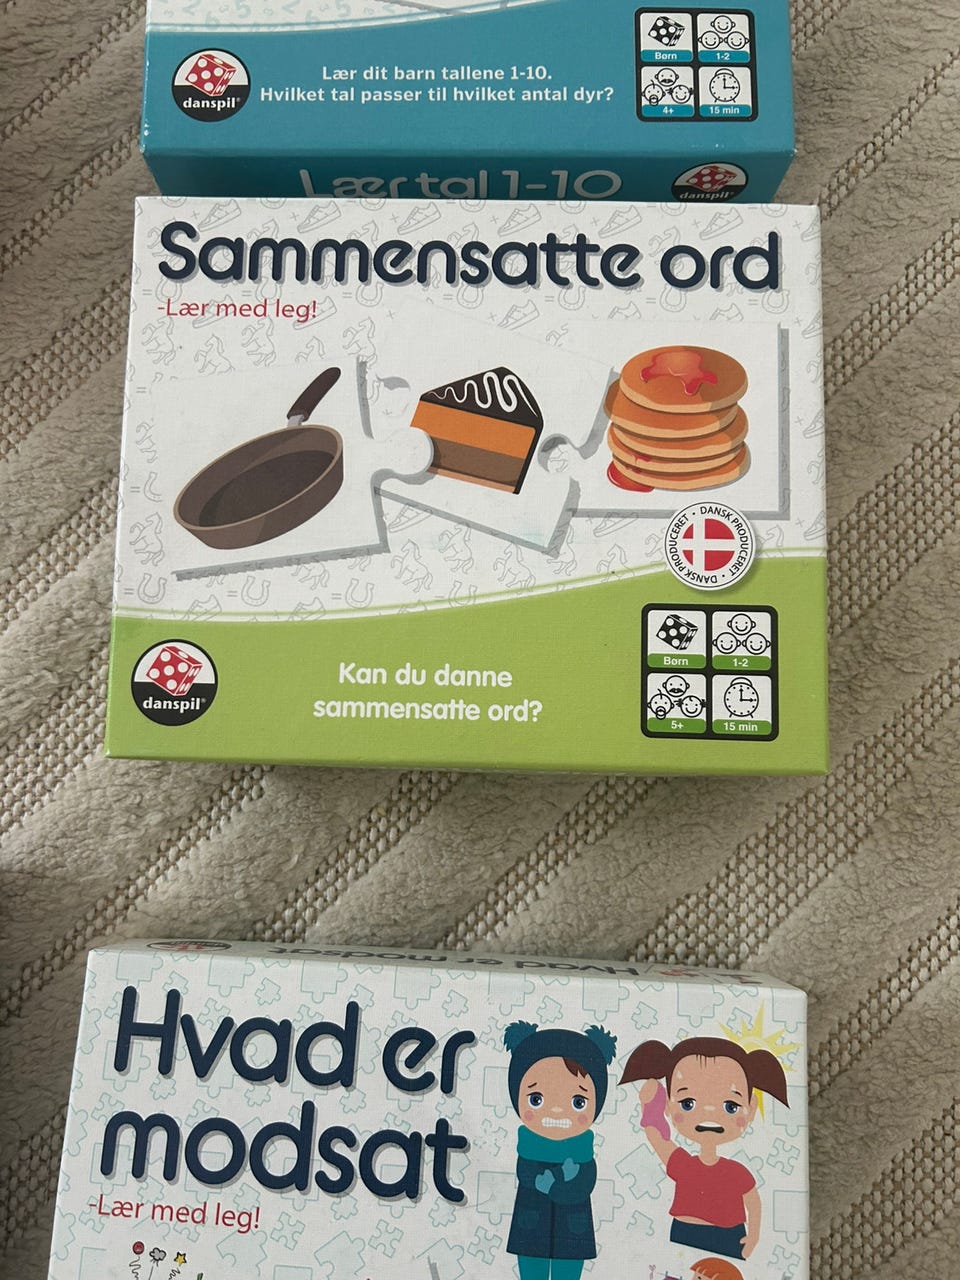 Lær dit barn tallene 1-10.
Hvilket tal passer til hvilket antal dyr?
danspil®
Børn
1-2
4+
15 min
Lær tal 1-10
danspil
Sammensatte ord
-Lær med leg!
DANSK PRODUCERET · DANSK PRODUCERET ·
danspil®
Kan du danne
sammensatte ord?
Børn
1-2
5+
15 min
Hvad er modsat
Hvad er
modsat
-Lær med leg!